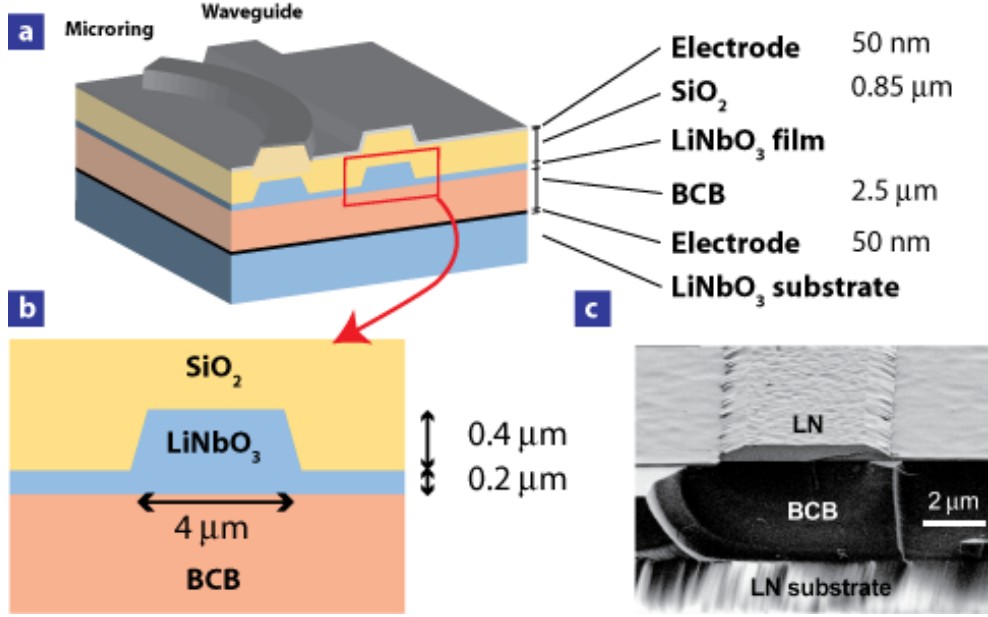 a
Microring
Waveguide
Electrode 50 nm
SiO₂ 0.85 μm
LiNbO₃ film
BCB 2.5 μm
Electrode 50 nm
LiNbO₃ substrate
b
SiO₂
LiNbO₃
0.4 μm
0.2 μm
4 μm
BCB
c
LN
BCB
2 μm
LN substrate